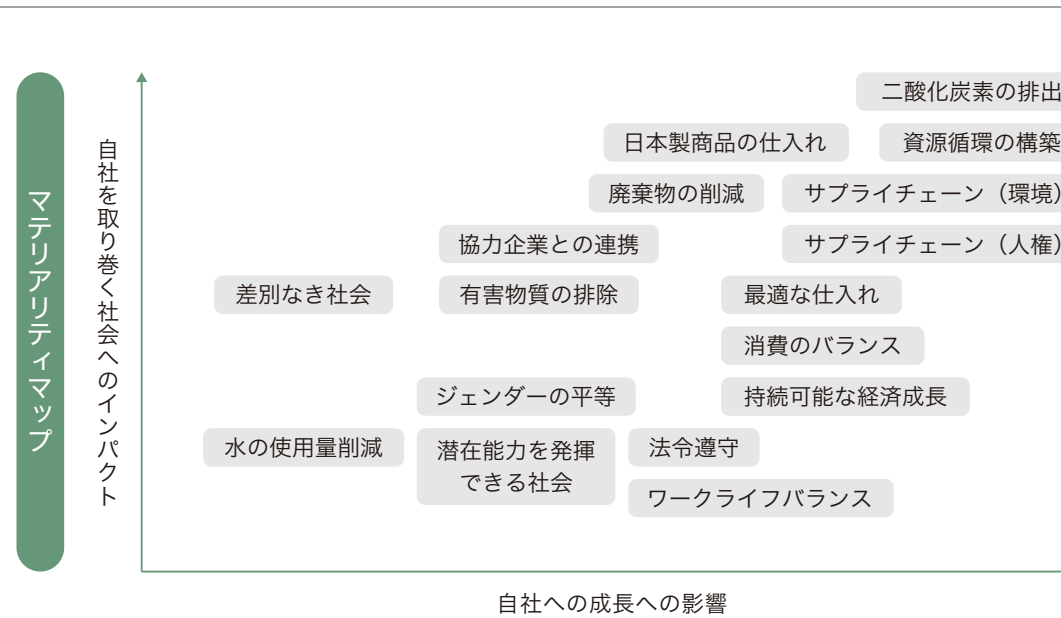 マテリアリティマップ
自社を取り巻く社会へのインパクト
二酸化炭素の排出
日本製商品の仕入れ
資源循環の構築
廃棄物の削減
サプライチェーン（環境）
協力企業との連携
サプライチェーン（人権）
差別なき社会
有害物質の排除
最適な仕入れ
消費のバランス
ジェンダーの平等
持続可能な経済成長
水の使用量削減
潜在能力を発揮
できる社会
法令遵守
ワークライフバランス
自社への成長への影響